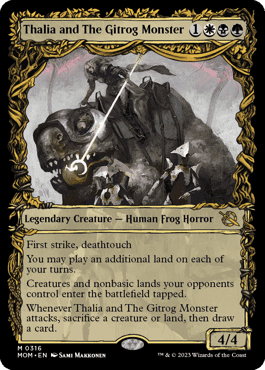 Thalia and The Gitrog Monster 1
Legendary Creature — Human Frog Horror
First strike, deathtouch
You may play an additional land on each
of your turns.
Creatures and nonbasic lands your opponents
control enter the battlefield tapped.
Whenever Thalia and The Gitrog Monster
attacks, sacrifice a creature or land, then draw
a card.
4/4
M 0316
MOM • EN SAMI MAKKONEN
™ & © 2023 Wizards of the Coast